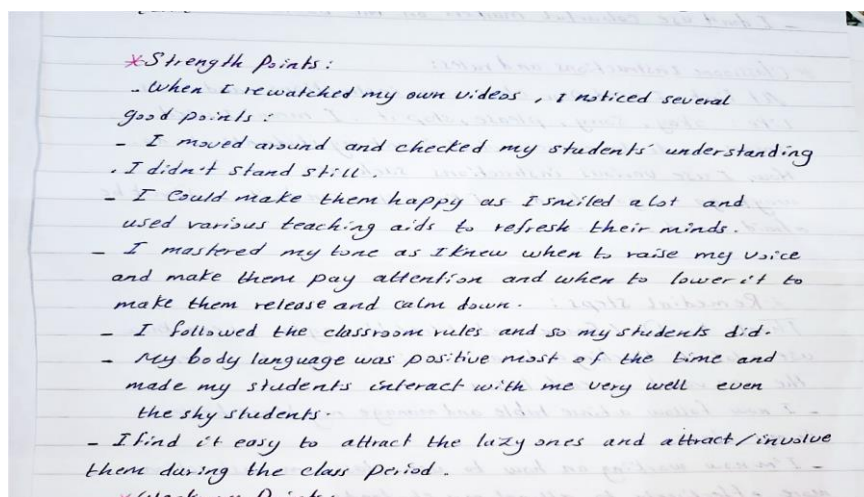 *Strength Points:
- When I rewatched my own videos, I noticed several
good points:
- I moved around and checked my students' understanding
. I didn't stand still.
- I could make them happy as I smiled alot and
used various teaching aids to refresh their minds.
- I mastered my tone as I knew when to raise my voice
and make them pay attention and when to lower it to
make them release and calm down.
- I followed the classroom rules and so my students did.
- My body language was positive most of the time and
made my students interact with me very well even
the shy students.
- I find it easy to attract the lazy ones and attract/involve
them during the class period.